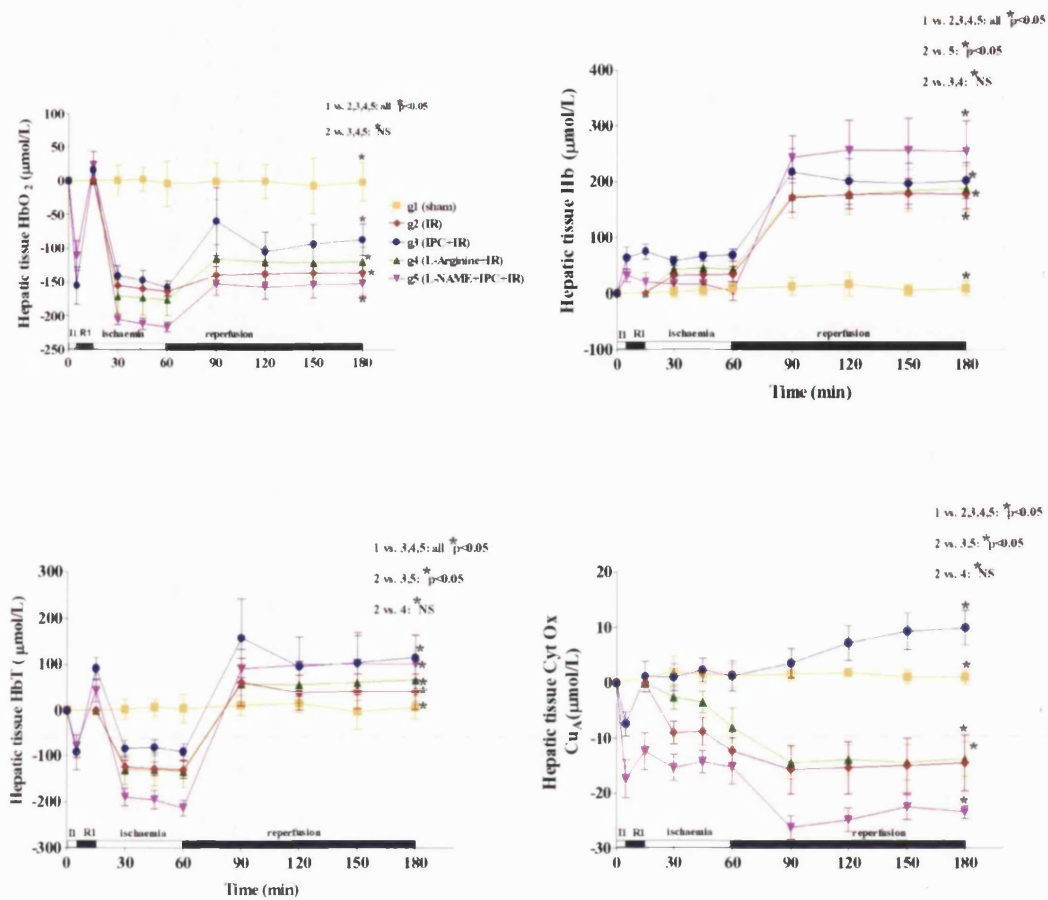 1 vs. 2,3,4,5: all *p<0.05
2 vs. 3,4,5: *NS
Hepatic tissue HbO2 (μmol/L)
100
50
0
-50
-100
-150
-200
-250
I1 R1 ischaemia reperfusion
0 30 60 90 120 150 180
g1 (sham)
g2 (IR)
g3 (IPC+IR)
g4 (L-Arginine+IR)
g5 (L-NAME+IPC+IR)
1 vs. 2,3,4,5: all *p<0.05
2 vs. 5: *p<0.05
2 vs. 3,4: *NS
Hepatic tissue Hb (μmol/L)
400
300
200
100
0
-100
I1 R1 ischaemia reperfusion
0 30 60 90 120 150 180
Time (min)
1 vs. 3,4,5: all *p<0.05
2 vs. 3,5: *p<0.05
2 vs. 4: *NS
Hepatic tissue HbT ( μmol/L)
300
200
100
0
-100
-200
-300
I1 R1 ischaemia reperfusion
0 30 60 90 120 150 180
Time (min)
1 vs. 2,3,4,5: *p<0.05
2 vs. 3,5: *p<0.05
2 vs. 4: *NS
Hepatic tissue Cyt Ox
CuA (μmol/L)
20
10
0
-10
-20
-30
I1 R1 ischaemia reperfusion
0 30 60 90 120 150 180